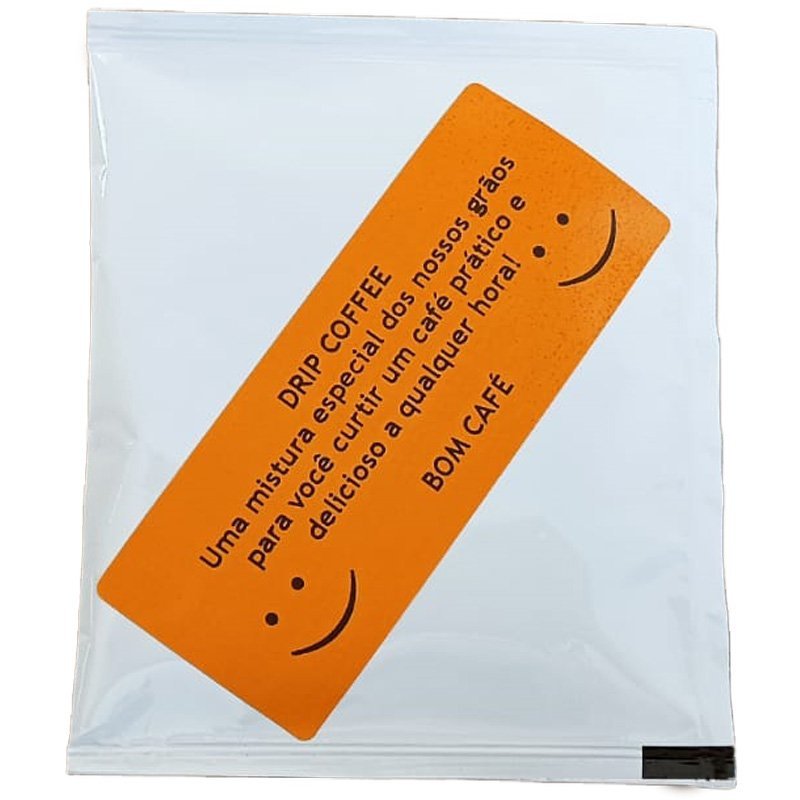 DRIP COFFEE
Uma mistura especial dos nossos grãos
para você curtir um café prático e
delicioso a qualquer hora!
BOM CAFÉ